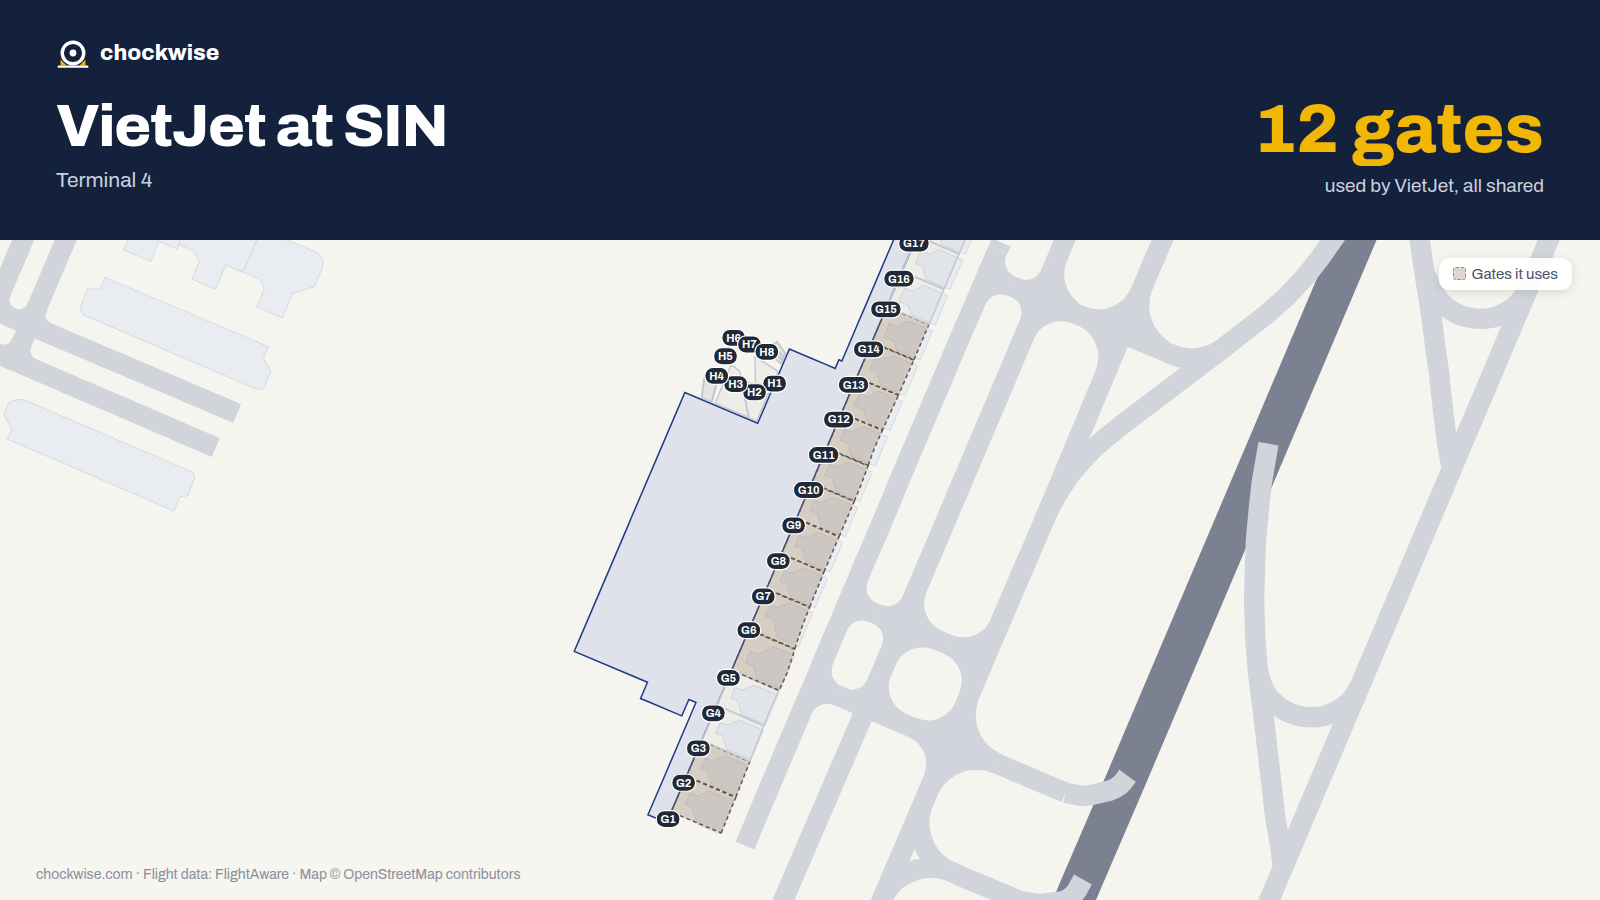 chockwise
VietJet at SIN
Terminal 4
12 gates
used by VietJet, all shared
Gates it uses
G17
G16
G15
G14
G13
G12
G11
G10
G9
G8
G7
G6
G5
G4
G3
G2
G1
H6
H7
H8
H5
H4
H3
H2
H1
chockwise.com · Flight data: FlightAware · Map © OpenStreetMap contributors